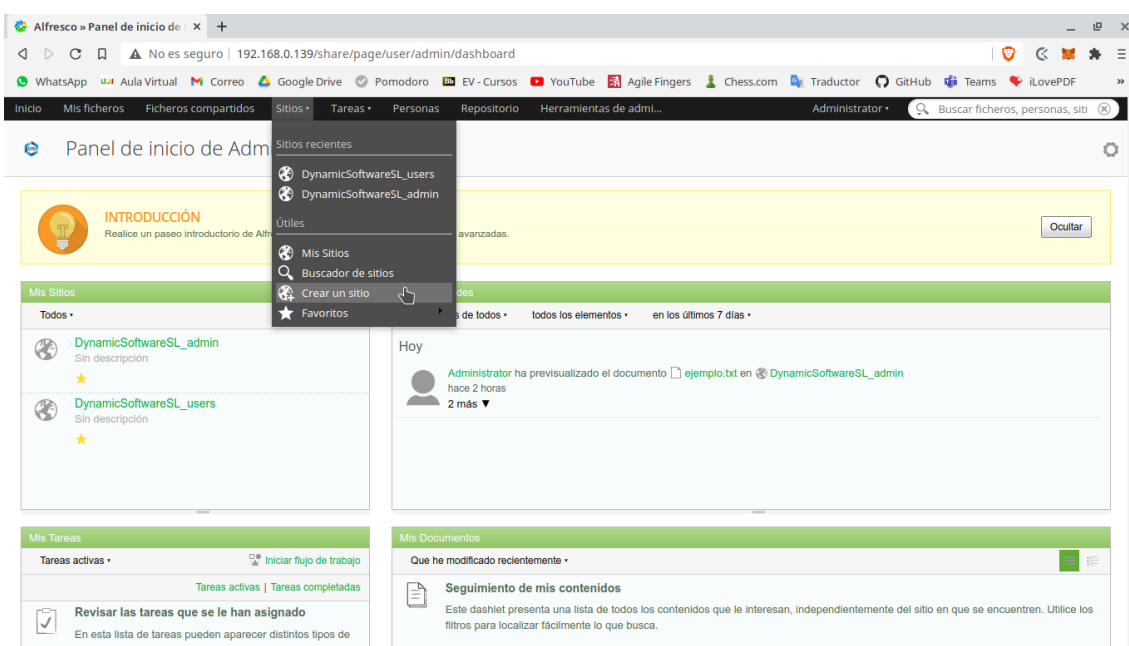 Alfresco » Panel de inicio de
No es seguro | 192.168.0.139/share/page/user/admin/dashboard
WhatsApp Aula Virtual Correo Google Drive Pomodoro Bb EV - Cursos YouTube Agile Fingers Chess.com Traductor GitHub Teams iLovePDF »
Inicio Mis ficheros Ficheros compartidos Sitios Tareas Personas Repositorio Herramientas de admi... Administrator Buscar ficheros, personas, siti
Panel de inicio de Adm
Sitios recientes
DynamicSoftwareSL_users
DynamicSoftwareSL_admin
Útiles
Mis Sitios
Buscador de sitios
Crear un sitio
Favoritos
INTRODUCCIÓN
Realice un paseo introductorio de Alfr
avanzadas.
Ocultar
Mis Sitios
Todos
DynamicSoftwareSL_admin
Sin descripción
DynamicSoftwareSL_users
Sin descripción
des
s de todos todos los elementos en los últimos 7 días
Hoy
Administrator ha previsualizado el documento ejemplo.txt en DynamicSoftwareSL_admin
hace 2 horas
2 más ▼
Mis Tareas
Tareas activas Iniciar flujo de trabajo
Tareas activas | Tareas completadas
Revisar las tareas que se le han asignado
En esta lista de tareas pueden aparecer distintos tipos de
Mis Documentos
Que he modificado recientemente
Seguimiento de mis contenidos
Este dashlet presenta una lista de todos los contenidos que le interesan, independientemente del sitio en que se encuentren. Utilice los
filtros para localizar fácilmente lo que busca.